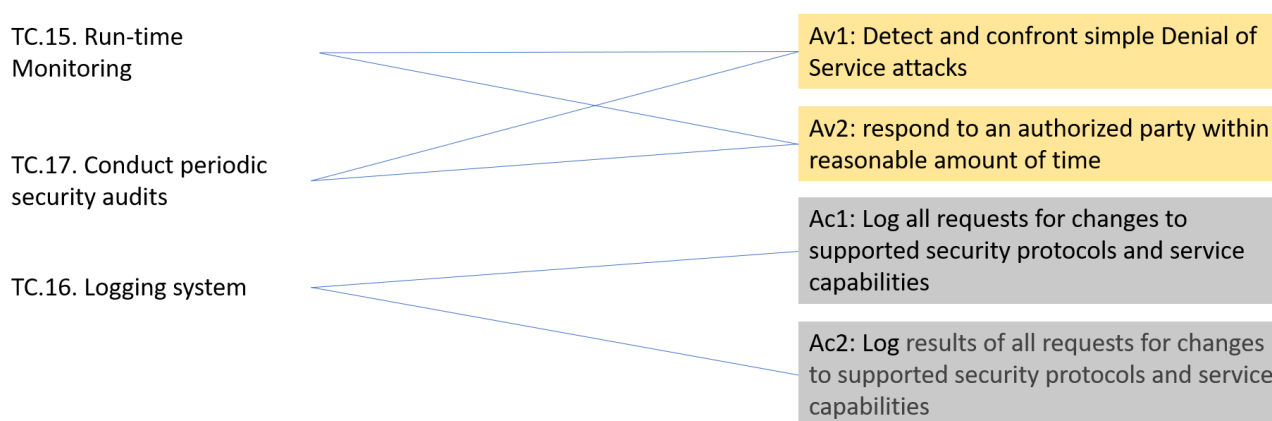 TC.15. Run-time
Monitoring
TC.17. Conduct periodic
security audits
TC.16. Logging system
Av1: Detect and confront simple Denial of
Service attacks
Av2: respond to an authorized party within
reasonable amount of time
Ac1: Log all requests for changes to
supported security protocols and service
capabilities
Ac2: Log results of all requests for changes
to supported security protocols and service
capabilities